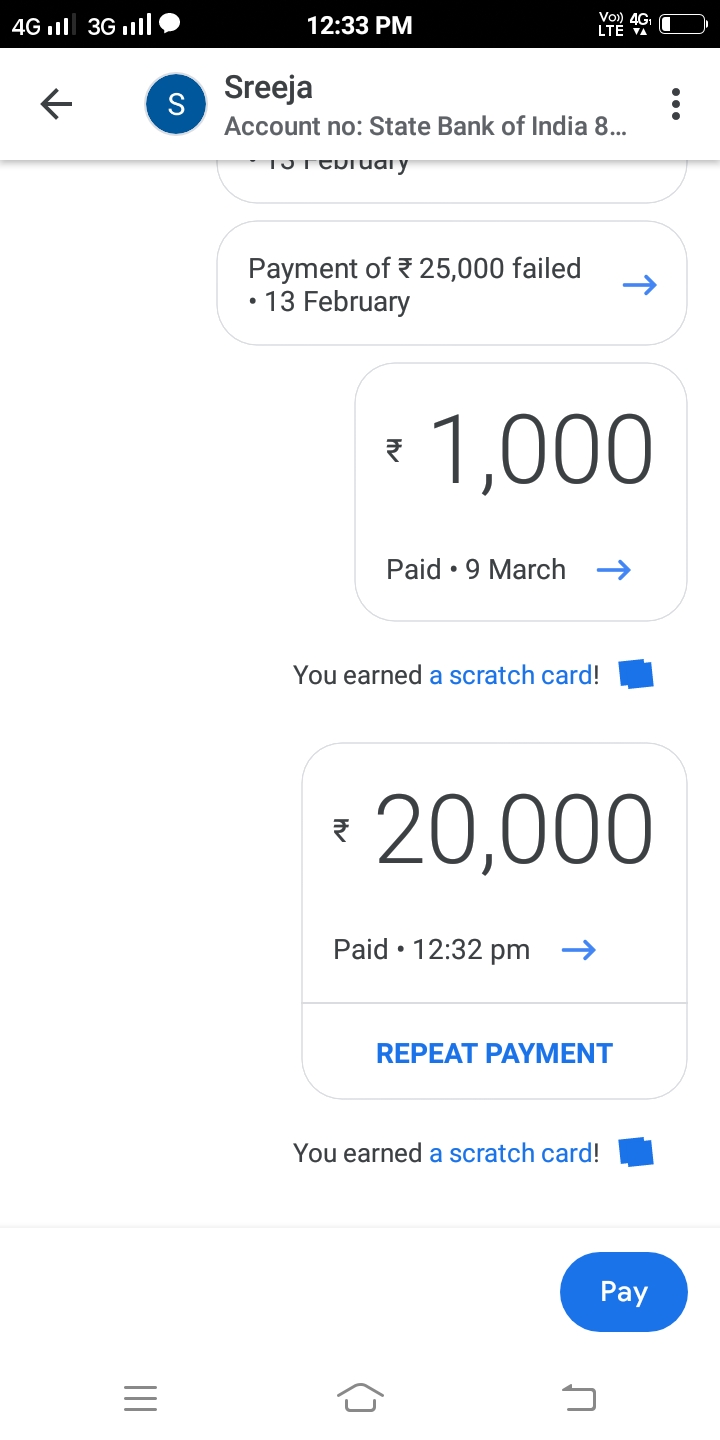 4G 3G 12:33 PM Vo)) LTE 4G
S
Sreeja
Account no: State Bank of India 8...
• 13 February
Payment of ₹ 25,000 failed
• 13 February
₹ 1,000
Paid • 9 March
You earned a scratch card!
₹ 20,000
Paid • 12:32 pm
REPEAT PAYMENT
You earned a scratch card!
Pay